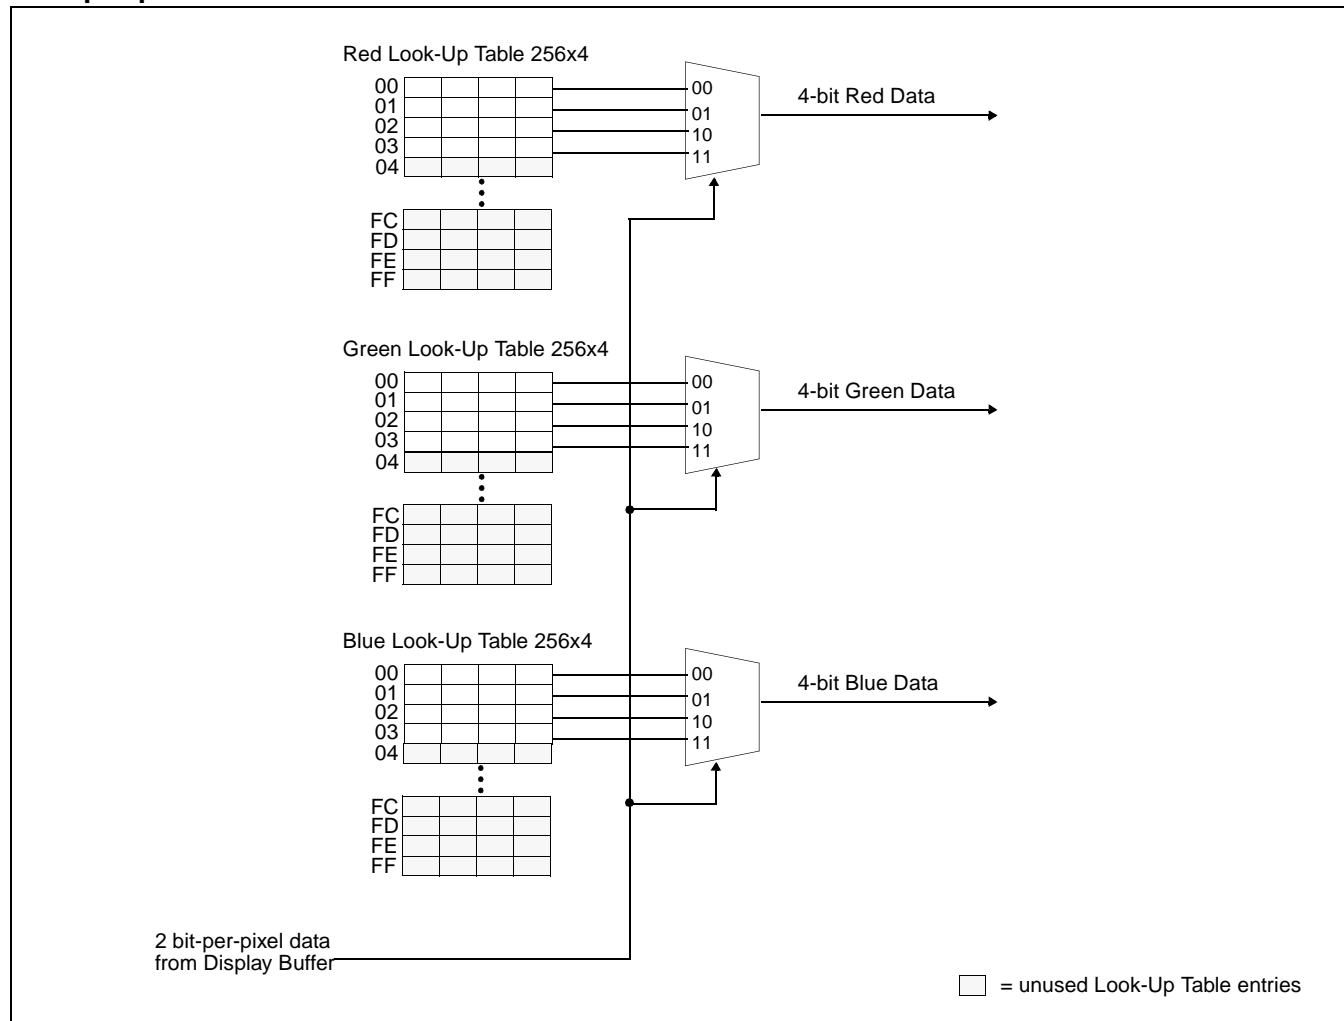 Red Look-Up Table 256x4
00
01
02
03
04
FC
FD
FE
FF
00
01
10
11
4-bit Red Data
Green Look-Up Table 256x4
00
01
02
03
04
FC
FD
FE
FF
00
01
10
11
4-bit Green Data
Blue Look-Up Table 256x4
00
01
02
03
04
FC
FD
FE
FF
00
01
10
11
4-bit Blue Data
2 bit-per-pixel data
from Display Buffer
= unused Look-Up Table entries